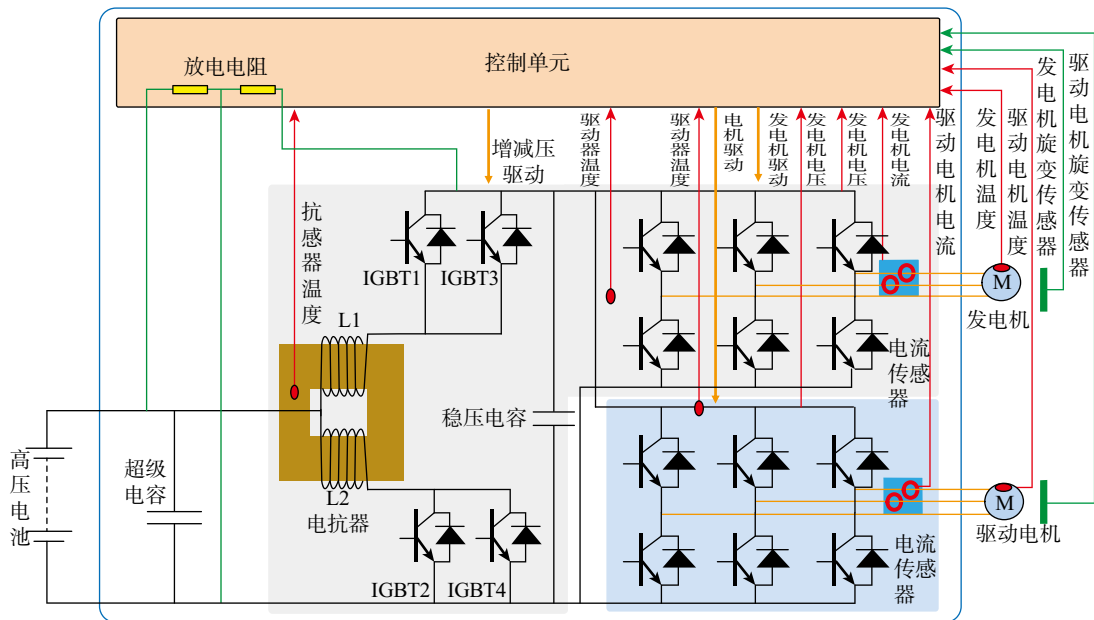 控制单元
放电电阻
增减压
驱动
驱动器温度
驱动器温度
电机驱动
发电机驱动
发电机电压
发电机电压
发电机电流
驱动电机电流
发电机温度
驱动电机温度
发电机旋变传感器
驱动电机旋变传感器
抗感器温度
IGBT1
IGBT3
L1
M
发电机
电流
传感器
稳压电容
高压电池
超级
电容
L2
电抗器
IGBT2
IGBT4
M
驱动电机
电流
传感器